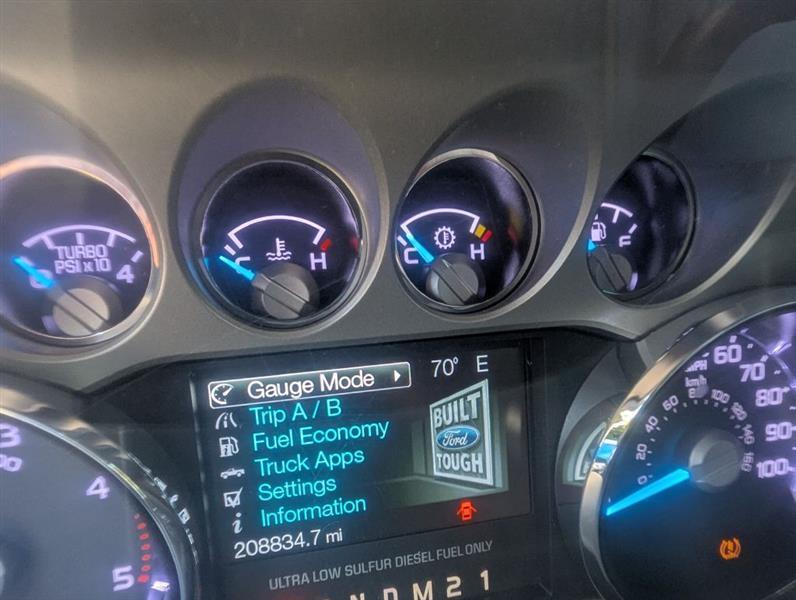 TURBO
PSI x 10
0 4
C H
C H
F
Gauge Mode
Trip A / B
Fuel Economy
Truck Apps
Settings
Information
208834.7 mi
70° E
BUILT
Ford
TOUGH
ULTRA LOW SULFUR DIESEL FUEL ONLY
N D M 2 1
3
4
5
MPH
km/h
60
70
80
90
100
0
20
40
60
100
120
140